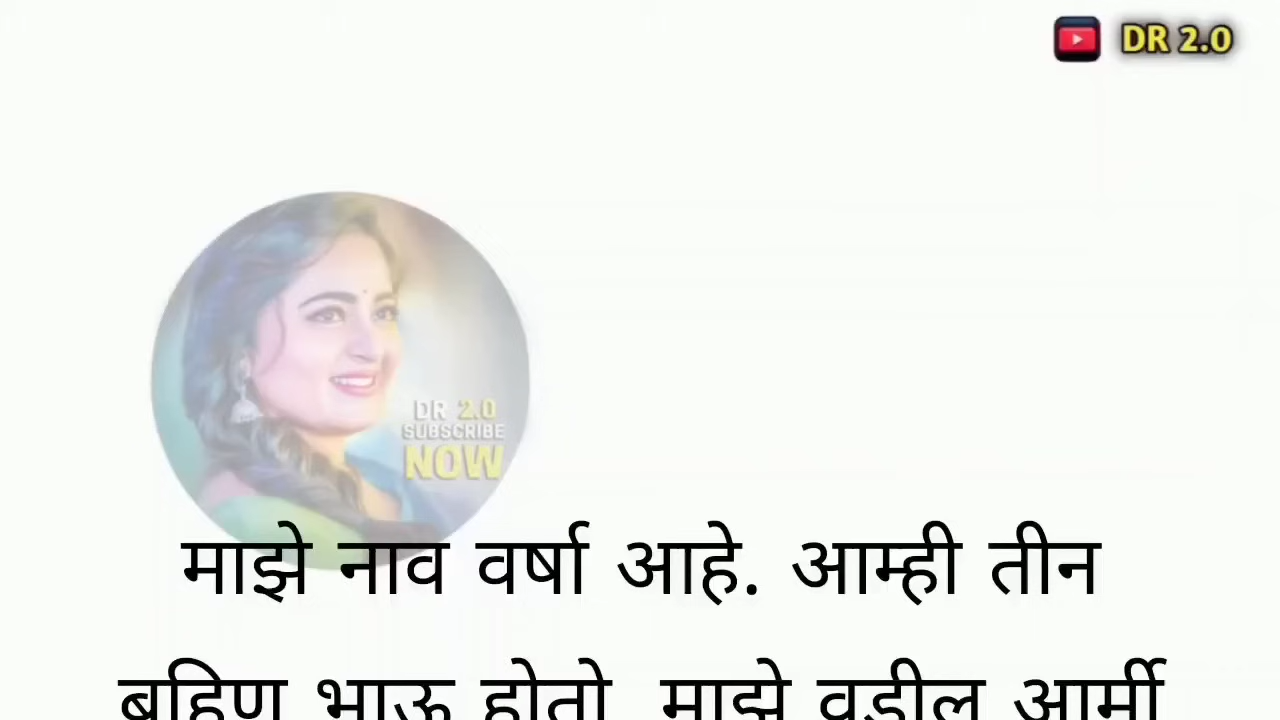 DR 2.0
DR 2.0
SUBSCRIBE
NOW
माझे नाव वर्षा आहे. आम्ही तीन
बहिण भाऊ होतो. माझे वडील आर्मी